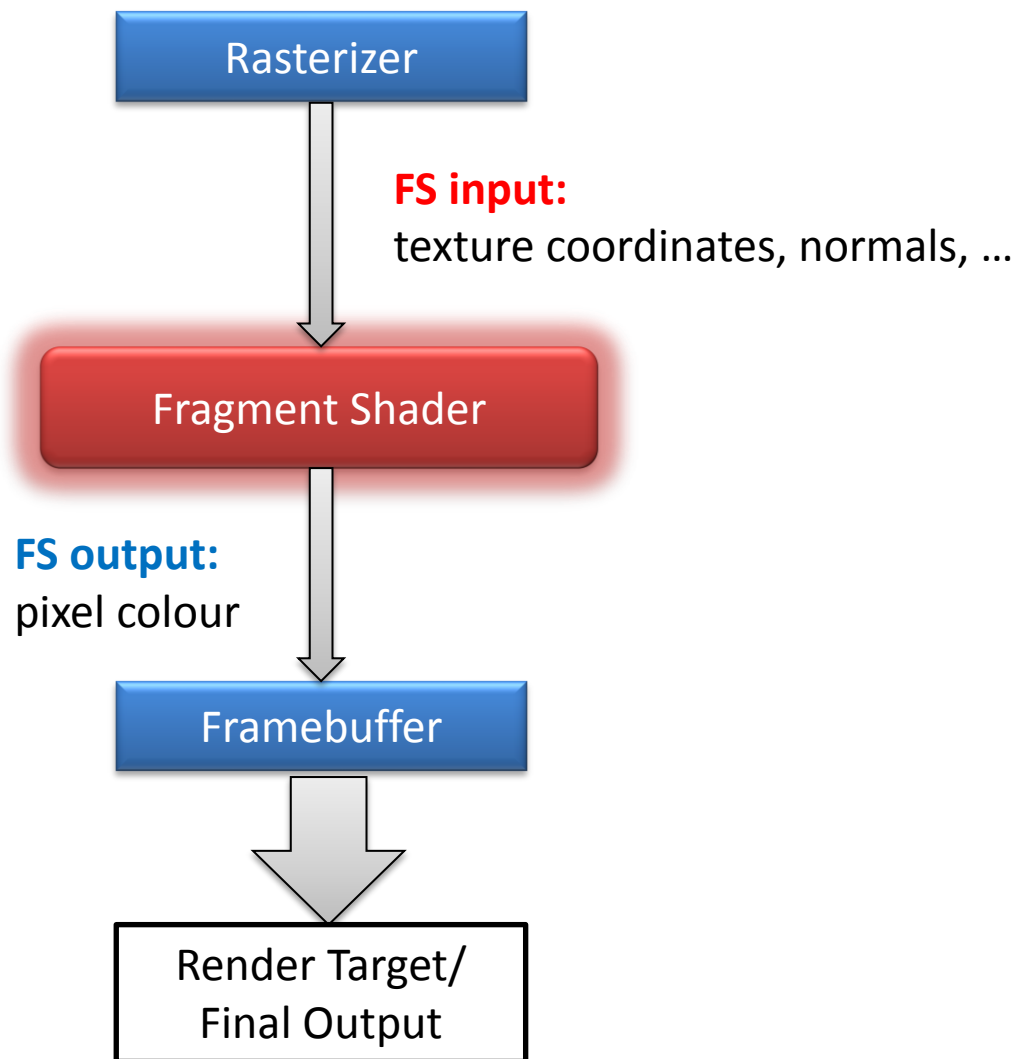 Rasterizer
FS input:
texture coordinates, normals, …
Fragment Shader
FS output:
pixel colour
Framebuffer
Render Target/
Final Output